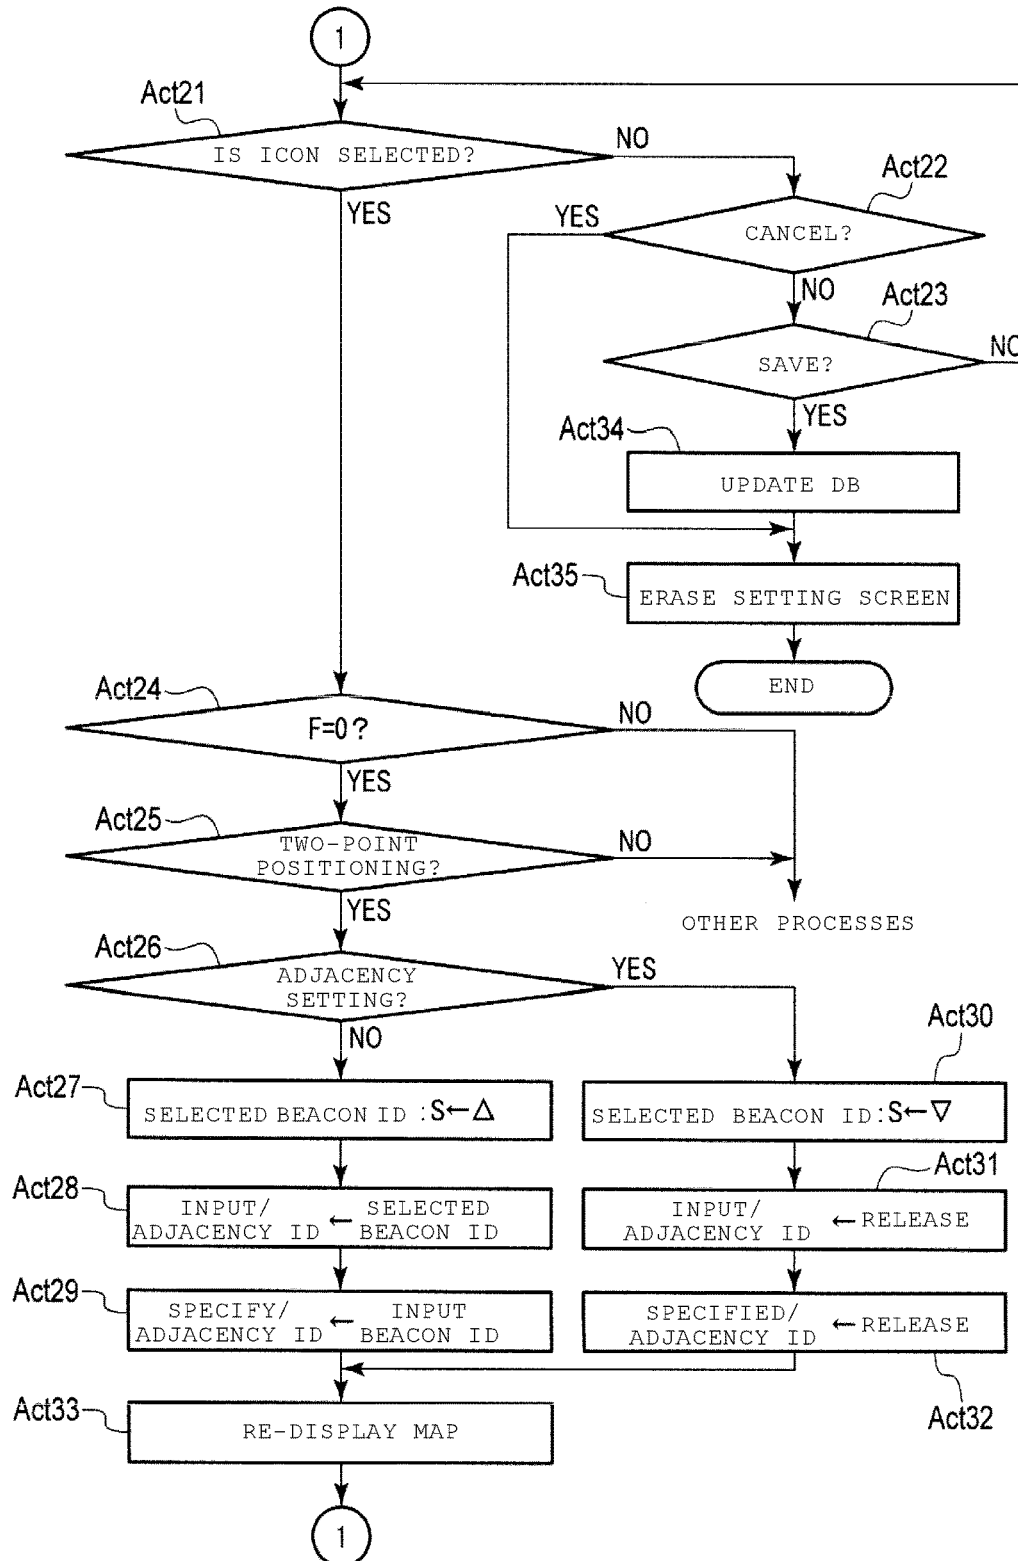 1
Act21
IS ICON SELECTED?
NO
YES
Act22
CANCEL?
YES
NO
Act23
SAVE?
NO
YES
Act34
UPDATE DB
Act35
ERASE SETTING SCREEN
END
Act24
F=0?
NO
YES
Act25
TWO-POINT
POSITIONING?
NO
YES
OTHER PROCESSES
Act26
ADJACENCY
SETTING?
YES
NO
Act27
SELECTED BEACON ID :S←△
Act28
INPUT/
ADJACENCY ID ← SELECTED
BEACON ID
Act29
SPECIFY/
ADJACENCY ID ← INPUT
BEACON ID
Act30
SELECTED BEACON ID:S←▽
Act31
INPUT/
ADJACENCY ID ←RELEASE
SPECIFIED/
ADJACENCY ID ←RELEASE
Act32
Act33
RE-DISPLAY MAP
1